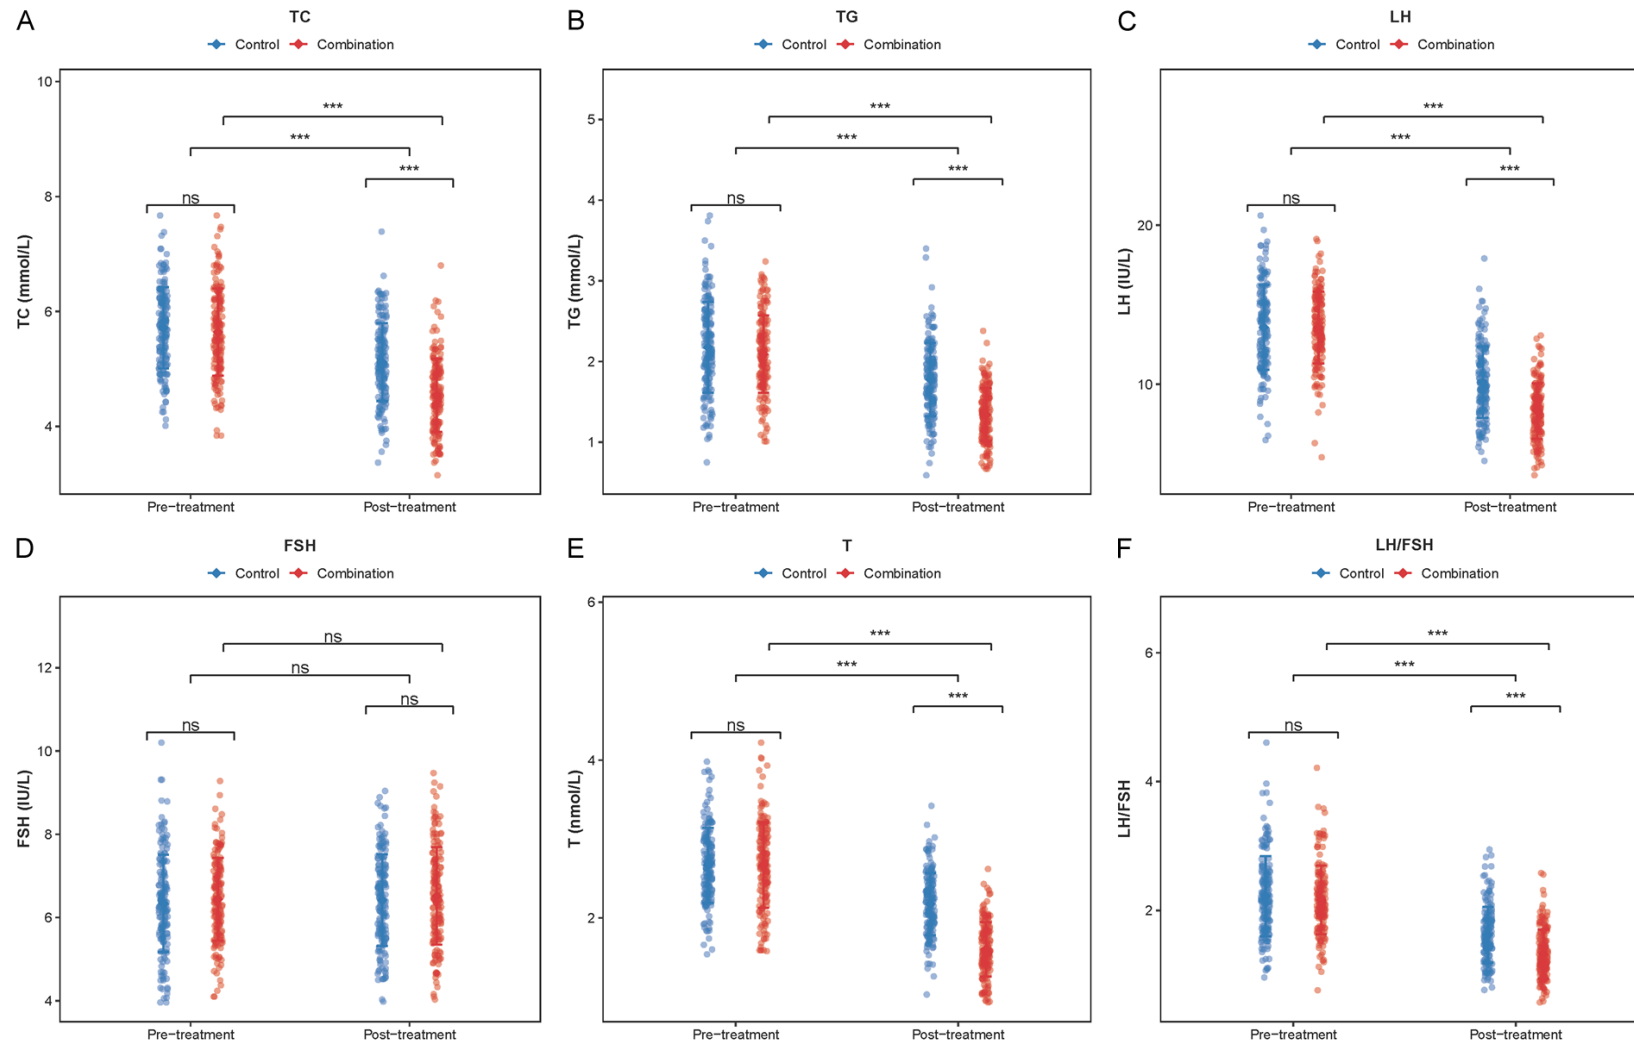 A
TC
Control Combination
TC (mmol/L)
10
8
6
4
***
***
***
ns
Pre-treatment
Post-treatment
B
TG
Control Combination
TG (mmol/L)
5
4
3
2
1
***
***
***
ns
Pre-treatment
Post-treatment
C
LH
Control Combination
LH (IU/L)
20
10
***
***
***
ns
Pre-treatment
Post-treatment
D
FSH
Control Combination
FSH (IU/L)
12
10
8
6
4
ns
ns
ns
ns
Pre-treatment
Post-treatment
E
T
Control Combination
T (nmol/L)
6
4
2
***
***
***
ns
Pre-treatment
Post-treatment
F
LH/FSH
Control Combination
LH/FSH
6
4
2
***
***
***
ns
Pre-treatment
Post-treatment